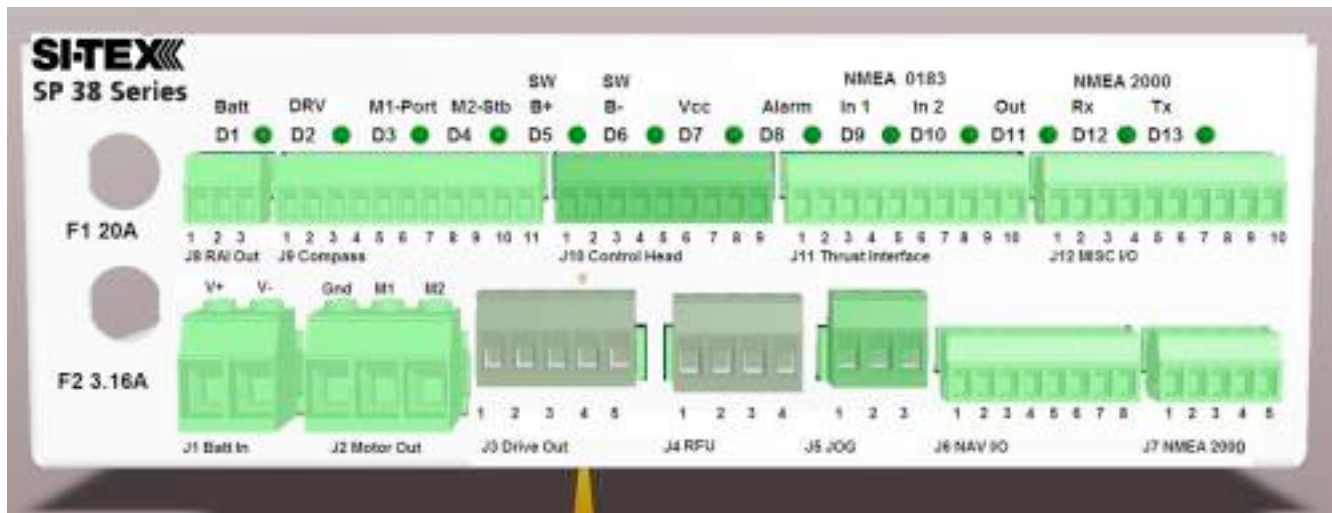 SI-TEX
SP 38 Series
SW SW NMEA 0183 NMEA 2000
Batt DRV M1-Port M2-Stb B+ B- Vcc Alarm In 1 In 2 Out Rx Tx
D1 D2 D3 D4 D5 D6 D7 D8 D9 D10 D11 D12 D13
F1 20A
1 2 3 1 2 3 4 5 6 7 8 9 10 11 1 2 3 4 5 6 7 8 9 1 2 3 4 5 6 7 8 9 10 1 2 3 4 5 6 7 8 9 10
J8 RAI Out J9 Compass J10 Control Head J11 Thrust Interface J12 MISC I/O
V+ V- Gnd M1 M2
F2 3.16A
1 2 3 4 5 1 2 3 4 1 2 3 1 2 3 4 5 6 7 8 1 2 3 4 5
J1 Batt In J2 Motor Out J3 Drive Out J4 RFU J5 JOG J6 NAV I/O J7 NMEA 2000